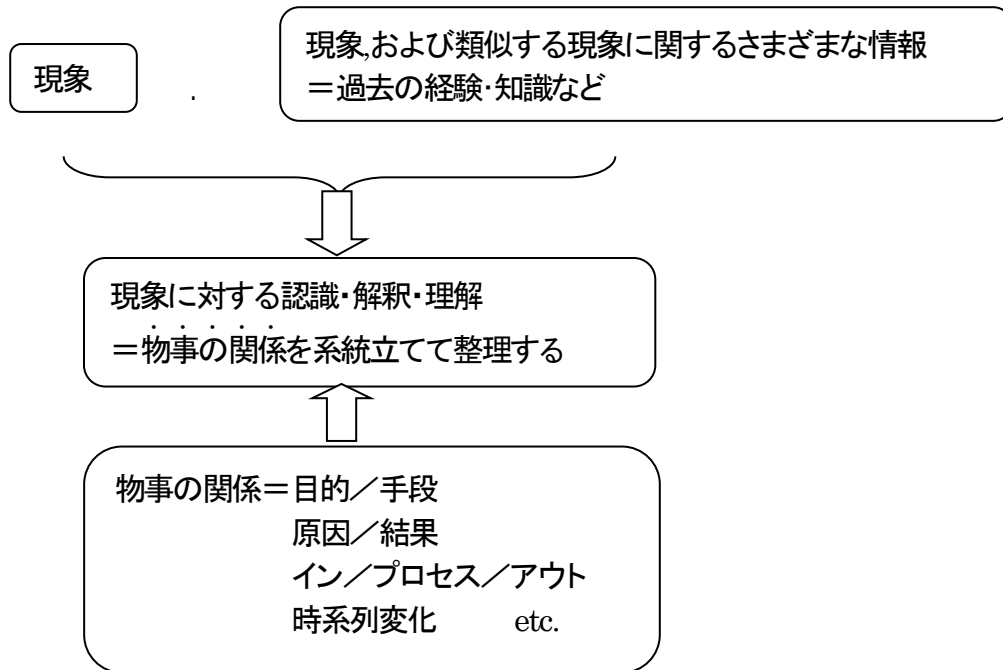 現象
現象,および類似する現象に関するさまざまな情報
＝過去の経験・知識など
現象に対する認識・解釈・理解
＝物事の関係を系統立てて整理する
物事の関係＝目的／手段
原因／結果
イン／プロセス／アウト
時系列変化 etc.